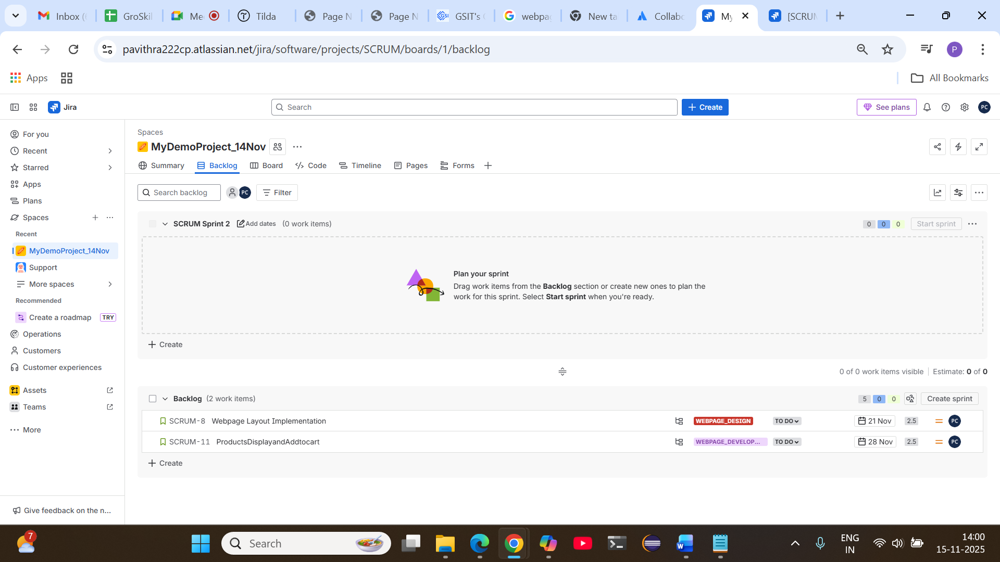 Inbox (6
GroSkil
Me
Tilda
Page N
Page N
GSIT's
webpag
New ta
Collabo
My
[SCRUM
pavithra222cp.atlassian.net/jira/software/projects/SCRUM/boards/1/backlog
P
Apps
All Bookmarks
Jira
Search
Create
See plans
PC
For you
Recent
Starred
Apps
Plans
Spaces
Recent
MyDemoProject_14Nov
Support
More spaces
Recommended
Create a roadmap TRY
Operations
Customers
Customer experiences
Assets
Teams
More
Give feedback on the n...
Spaces
MyDemoProject_14Nov
Summary Backlog Board Code Timeline Pages Forms
Search backlog PC Filter
SCRUM Sprint 2 Add dates (0 work items) 0 0 0 Start sprint
Plan your sprint
Drag work items from the Backlog section or create new ones to plan the
work for this sprint. Select Start sprint when you're ready.
Create
0 of 0 work items visible Estimate: 0 of 0
Backlog (2 work items) 5 0 0 Create sprint
SCRUM-8 Webpage Layout Implementation WEBPAGE_DESIGN TO DO 21 Nov 2.5 PC
SCRUM-11 ProductsDisplayandAddtocart WEBPAGE_DEVELOP... TO DO 28 Nov 2.5 PC
Create
7
Search
ENG
IN
14:00
15-11-2025